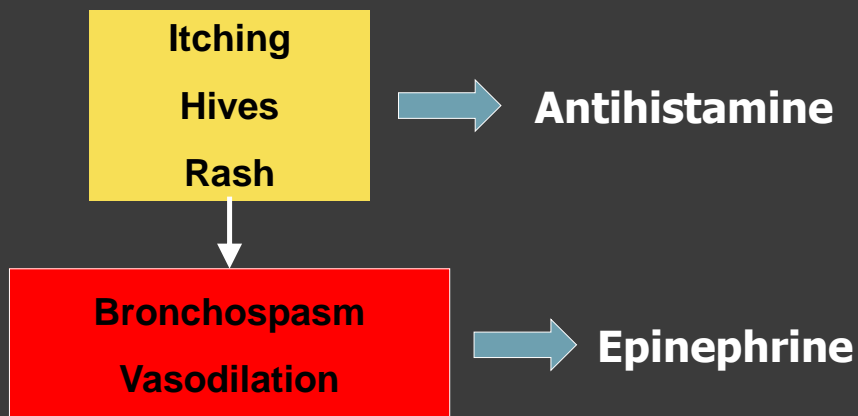 Itching
Hives
Rash
Antihistamine
Bronchospasm
Vasodilation
Epinephrine